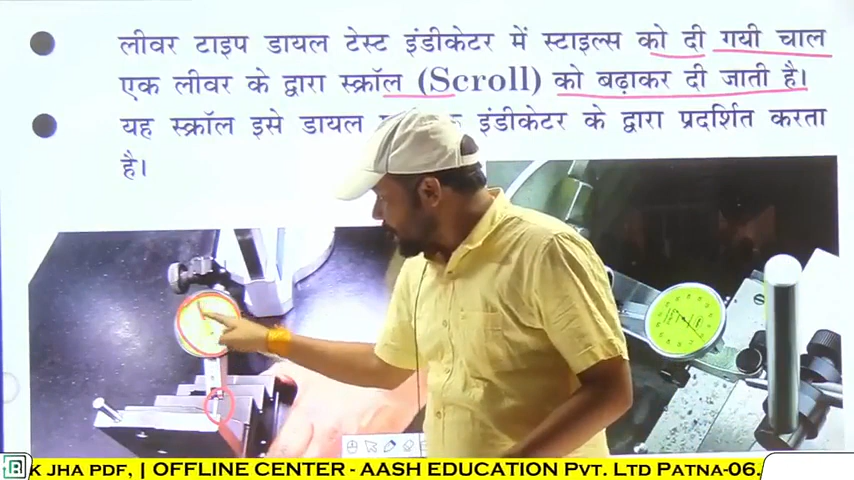 लीवर टाइप डायल टेस्ट इंडीकेटर में स्टाइल्स को दी गयी चाल
एक लीवर के द्वारा स्क्रॉल (Scroll) को बढ़ाकर दी जाती है।
यह स्क्रॉल इसे डायल इंडीकेटर के द्वारा प्रदर्शित करता
है।
K JHA PDF, | OFFLINE CENTER - AASH EDUCATION PVT. LTD PATNA-06.